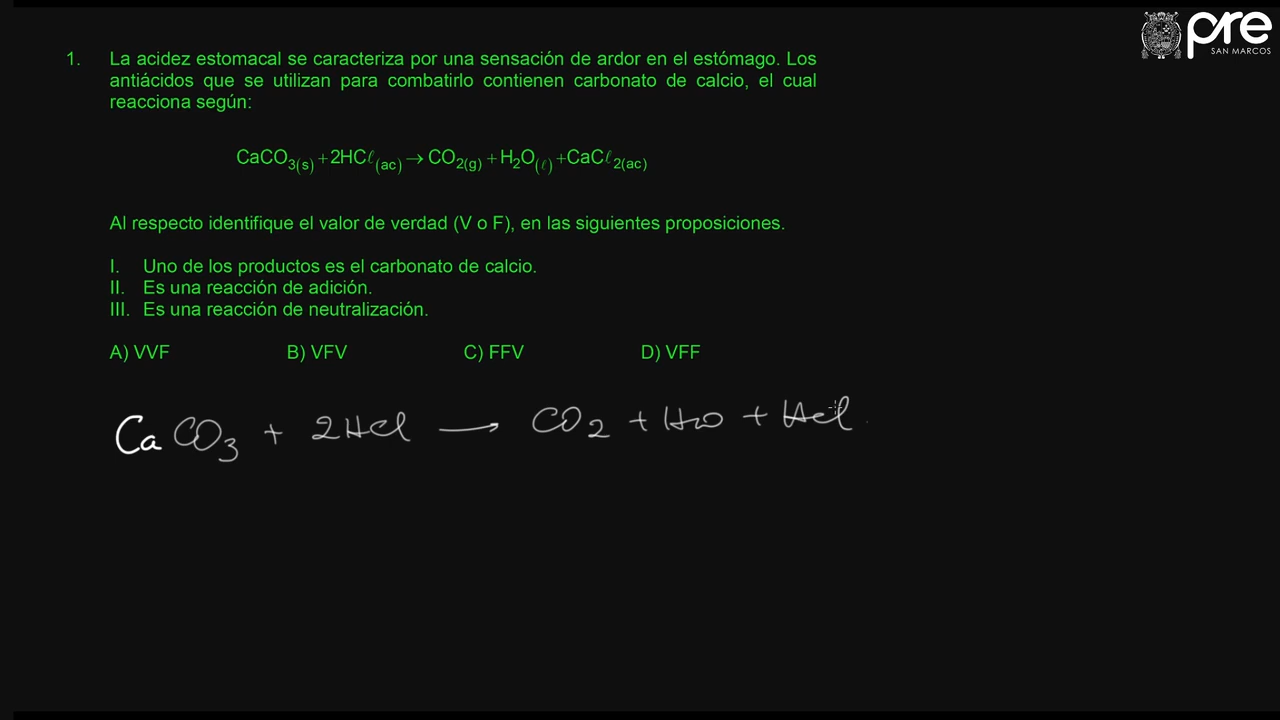 pre
SAN MARCOS
1. La acidez estomacal se caracteriza por una sensación de ardor en el estómago. Los
antiácidos que se utilizan para combatirlo contienen carbonato de calcio, el cual
reacciona según:
CaCO₃(s) + 2HCℓ(ac) → CO₂(g) + H₂O(ℓ) + CaCℓ₂(ac)
Al respecto identifique el valor de verdad (V o F), en las siguientes proposiciones.
I. Uno de los productos es el carbonato de calcio.
II. Es una reacción de adición.
III. Es una reacción de neutralización.
A) VVF B) VFV C) FFV D) VFF
CaCO₃ + 2HCl → CO₂ + H₂O + HCl